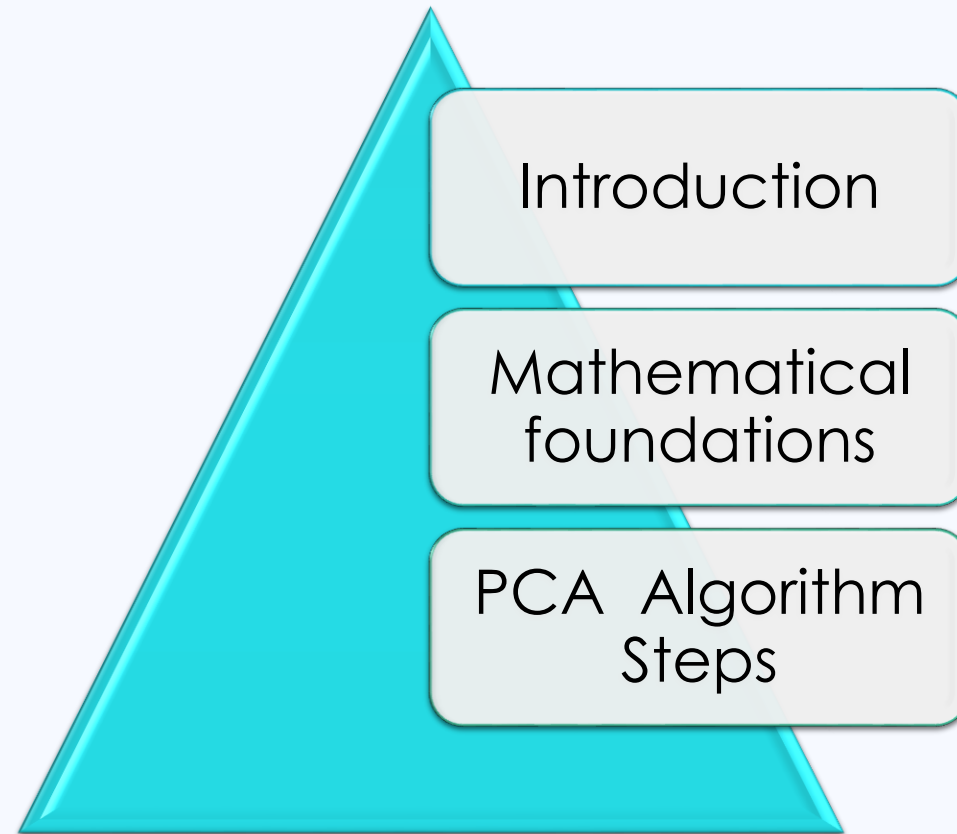 Introduction
Mathematical
foundations
PCA Algorithm
Steps